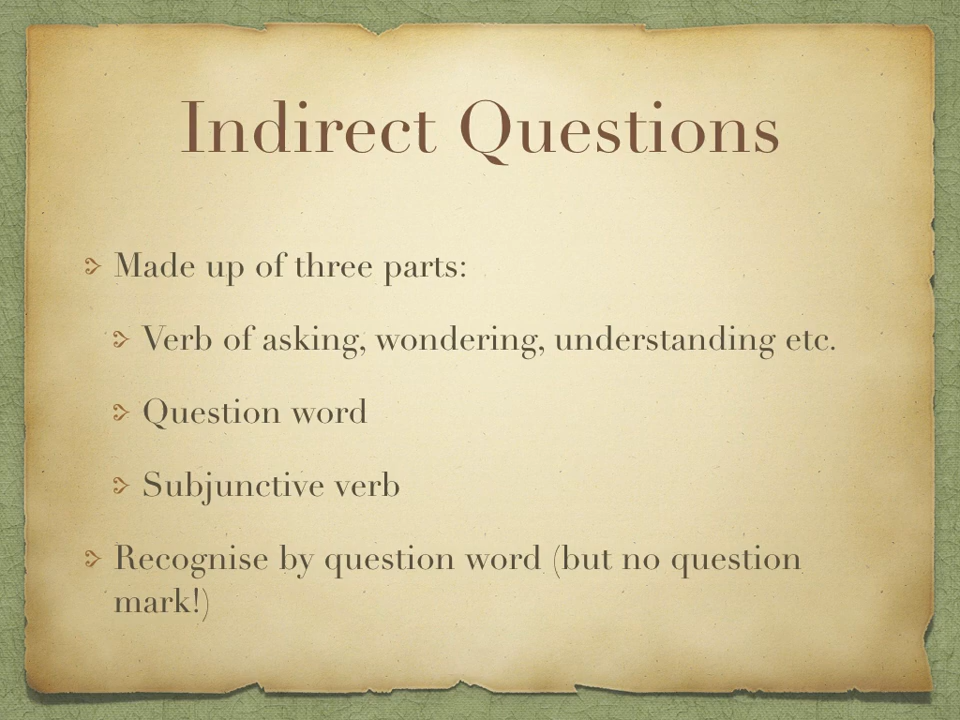 Indirect Questions
Made up of three parts:
Verb of asking, wondering, understanding etc.
Question word
Subjunctive verb
Recognise by question word (but no question
mark!)